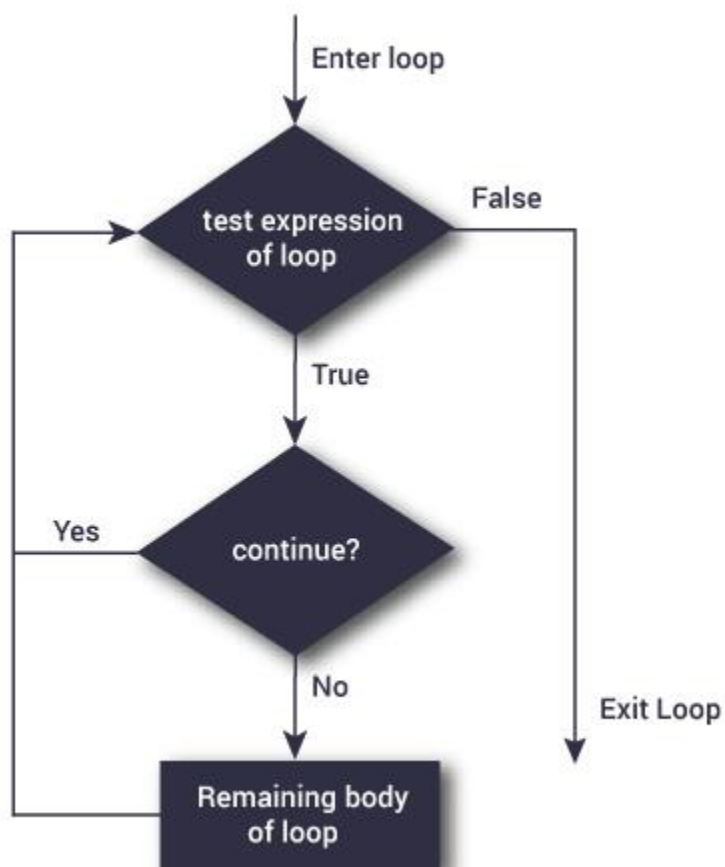 Enter loop
False
test expression
of loop
True
Yes
continue?
No
Exit Loop
Remaining body
of loop